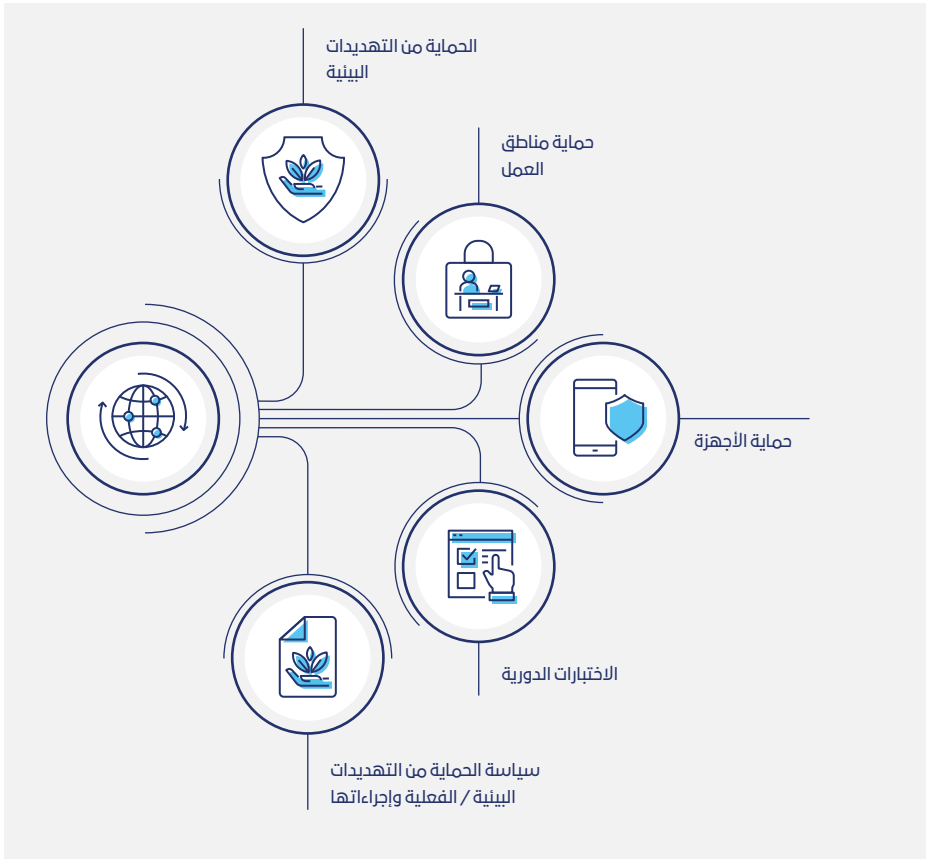 الحماية من التهديدات
البيئية
حماية مناطق
العمل
حماية الأجهزة
الاختبارات الدورية
سياسة الحماية من التهديدات
البيئية / الفعلية وإجراءاتها